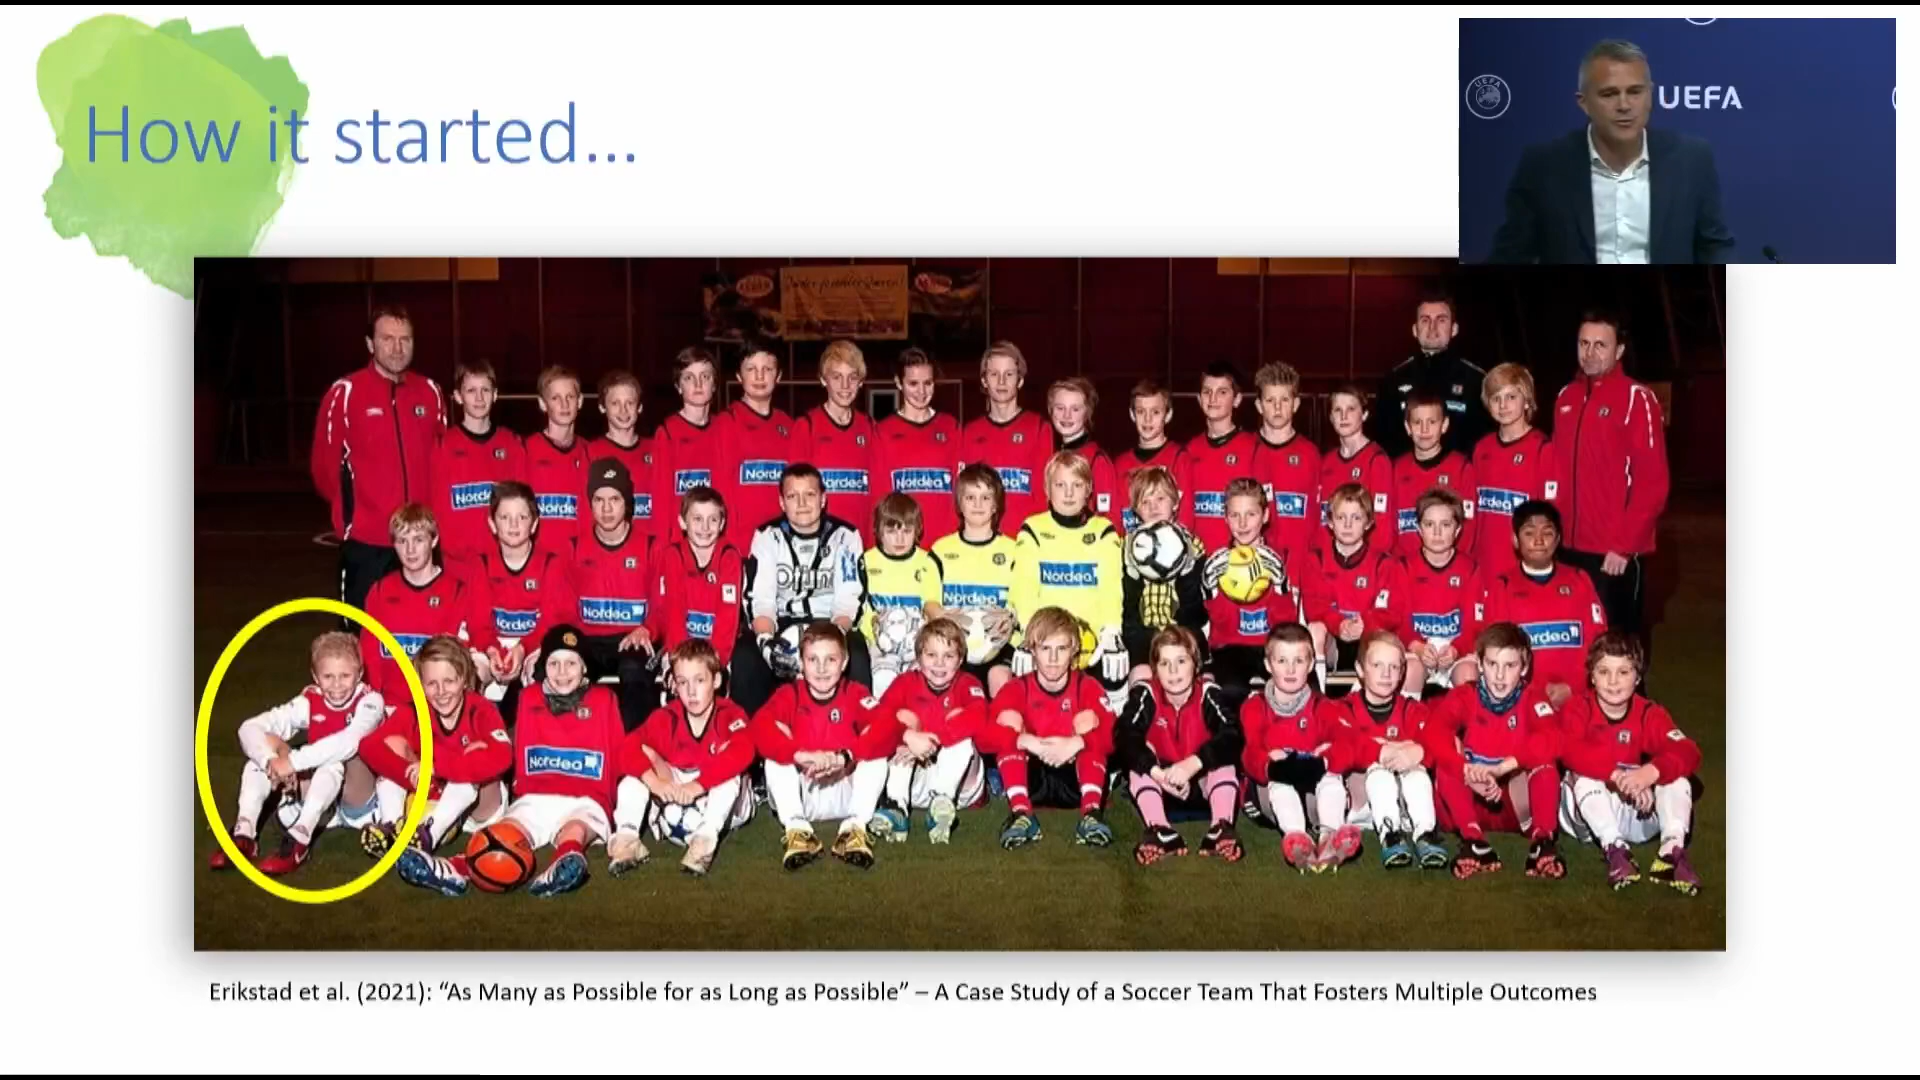 How it started...
UEFA
UEFA
Nordea
Nordea
Nordea
Nordea
Nordea
Nordea
Erikstad et al. (2021): “As Many as Possible for as Long as Possible” – A Case Study of a Soccer Team That Fosters Multiple Outcomes